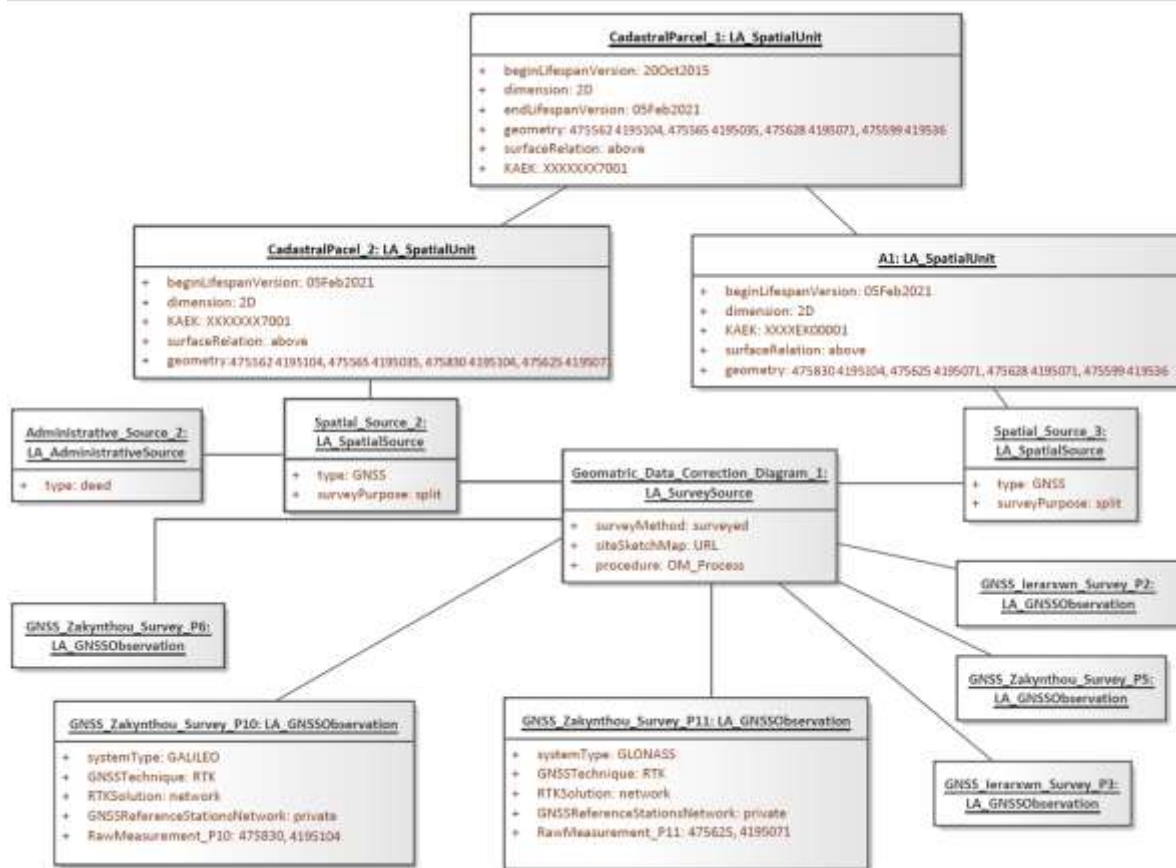 CadastralParcel_1: LA_SpatialUnit
+ beginLifespanVersion: 20Oct2015
+ dimension: 2D
+ endLifespanVersion: 05Feb2021
+ geometry: 475562 4195104, 475565 4195035, 475628 4195071, 475599 419536
+ surfaceRelation: above
+ KAEK: XXXXXXX7001
CadastralPacel_2: LA_SpatialUnit
+ beginLifespanVersion: 05Feb2021
+ dimension: 2D
+ KAEK: XXXXXXX7001
+ surfaceRelation: above
+ geometry:475562 4195104, 475565 4195035, 475830 4195104, 475625 4195071
A1: LA_SpatialUnit
+ beginLifespanVersion: 05Feb2021
+ dimension: 2D
+ KAEK: XXXXEK00001
+ surfaceRelation: above
+ geometry: 475830 4195104, 475625 4195071, 475628 4195071, 475599 419536
Administrative_Source_2:
LA_AdministrativeSource
+ type: deed
Spatial_Source_2:
LA_SpatialSource
+ type: GNSS
+ surveyPurpose: split
Geomatric_Data_Correction_Diagram_1:
LA_SurveySource
+ surveyMethod: surveyed
+ siteSketchMap: URL
+ procedure: OM_Process
Spatial_Source_3:
LA_SpatialSource
+ type: GNSS
+ surveyPurpose: split
GNSS_Zakynthou_Survey_P6:
LA_GNSSObservation
GNSS_Ierarxwn_Survey_P2:
LA_GNSSObservation
GNSS_Zakynthou_Survey_P5:
LA_GNSSObservation
GNSS_Ierarxwn_Survey_P3:
LA_GNSSObservation
GNSS_Zakynthou_Survey_P10: LA_GNSSObservation
+ systemType: GALILEO
+ GNSSTechnique: RTK
+ RTKSolution: network
+ GNSSReferenceStationsNetwork: private
+ RawMeasurement_P10: 475830, 4195104
GNSS_Zakynthou_Survey_P11: LA_GNSSObservation
+ systemType: GLONASS
+ GNSSTechnique: RTK
+ RTKSolution: network
+ GNSSReferenceStationsNetwork: private
+ RawMeasurement_P11: 475625, 4195071